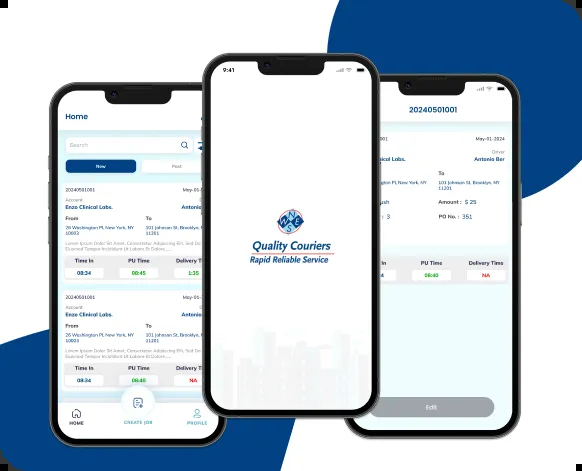 Home
Search
New
Past
20240501001
May-01-
Account
Driver
Enzo Clinical Labs.
Antonio
From
To
26 Washington Pl, New York, NY
10003
101 Johnson St, Brooklyn,
11201
Lorem Ipsum Dolor Sit Amet, Consectetur Adipiscing Elit, Sed Do
Eiusmod Tempor Incididunt Ut Labore Et Dolore.....
Time In
PU Time
Delivery Time
08:34
08:45
1:35
20240501001
May-01-
Account
Enzo Clinical Labs.
Antonio
From
To
26 Washington Pl, New York, NY
10003
101 Johnson St, Brooklyn,
11201
Lorem Ipsum Dolor Sit Amet, Consectetur Adipiscing Elit, Sed Do
Eiusmod Tempor Incididunt Ut Labore Et Dolore.....
Time In
PU Time
Delivery Time
08:34
08:40
NA
HOME
CREATE JOB
PROFILE
9:41
N
W
E
S
Quality Couriers
Rapid Reliable Service
20240501001
001
May-01-2024
Driver
Labs.
Antonio Ber
To
Pl, New York, NY
101 Johnson St, Brooklyn, NY
11201
ush
Amount : $ 25
: 3
PO No. : 351
PU Time
Delivery Time
4
08:40
NA
Edit